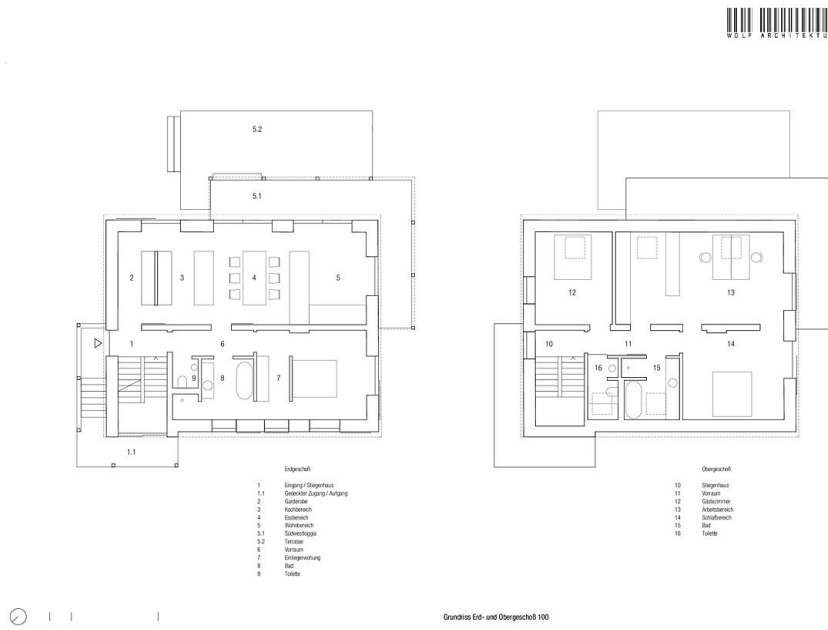 WOLF ARCHITEKTU
5.2
5.1
2
3
4
5
12
13
1
6
10
11
14
9
8
7
16
15
1.1
Erdgeschoß
1 Eingang / Stiegenhaus
1.1 Gedeckter Zugang / Aufgang
2 Garderobe
3 Kochbereich
4 Essbereich
5 Wohnbereich
5.1 Südwestloggia
5.2 Terrasse
6 Vorraum
7 Einliegerwohung
8 Bad
9 Toilette
Obergeschoß
10 Stiegenhaus
11 Vorraum
12 Gästezimmer
13 Arbeitsbereich
14 Schlafbereich
15 Bad
16 Toilette
Grundriss Erd- und Obergeschoß 100